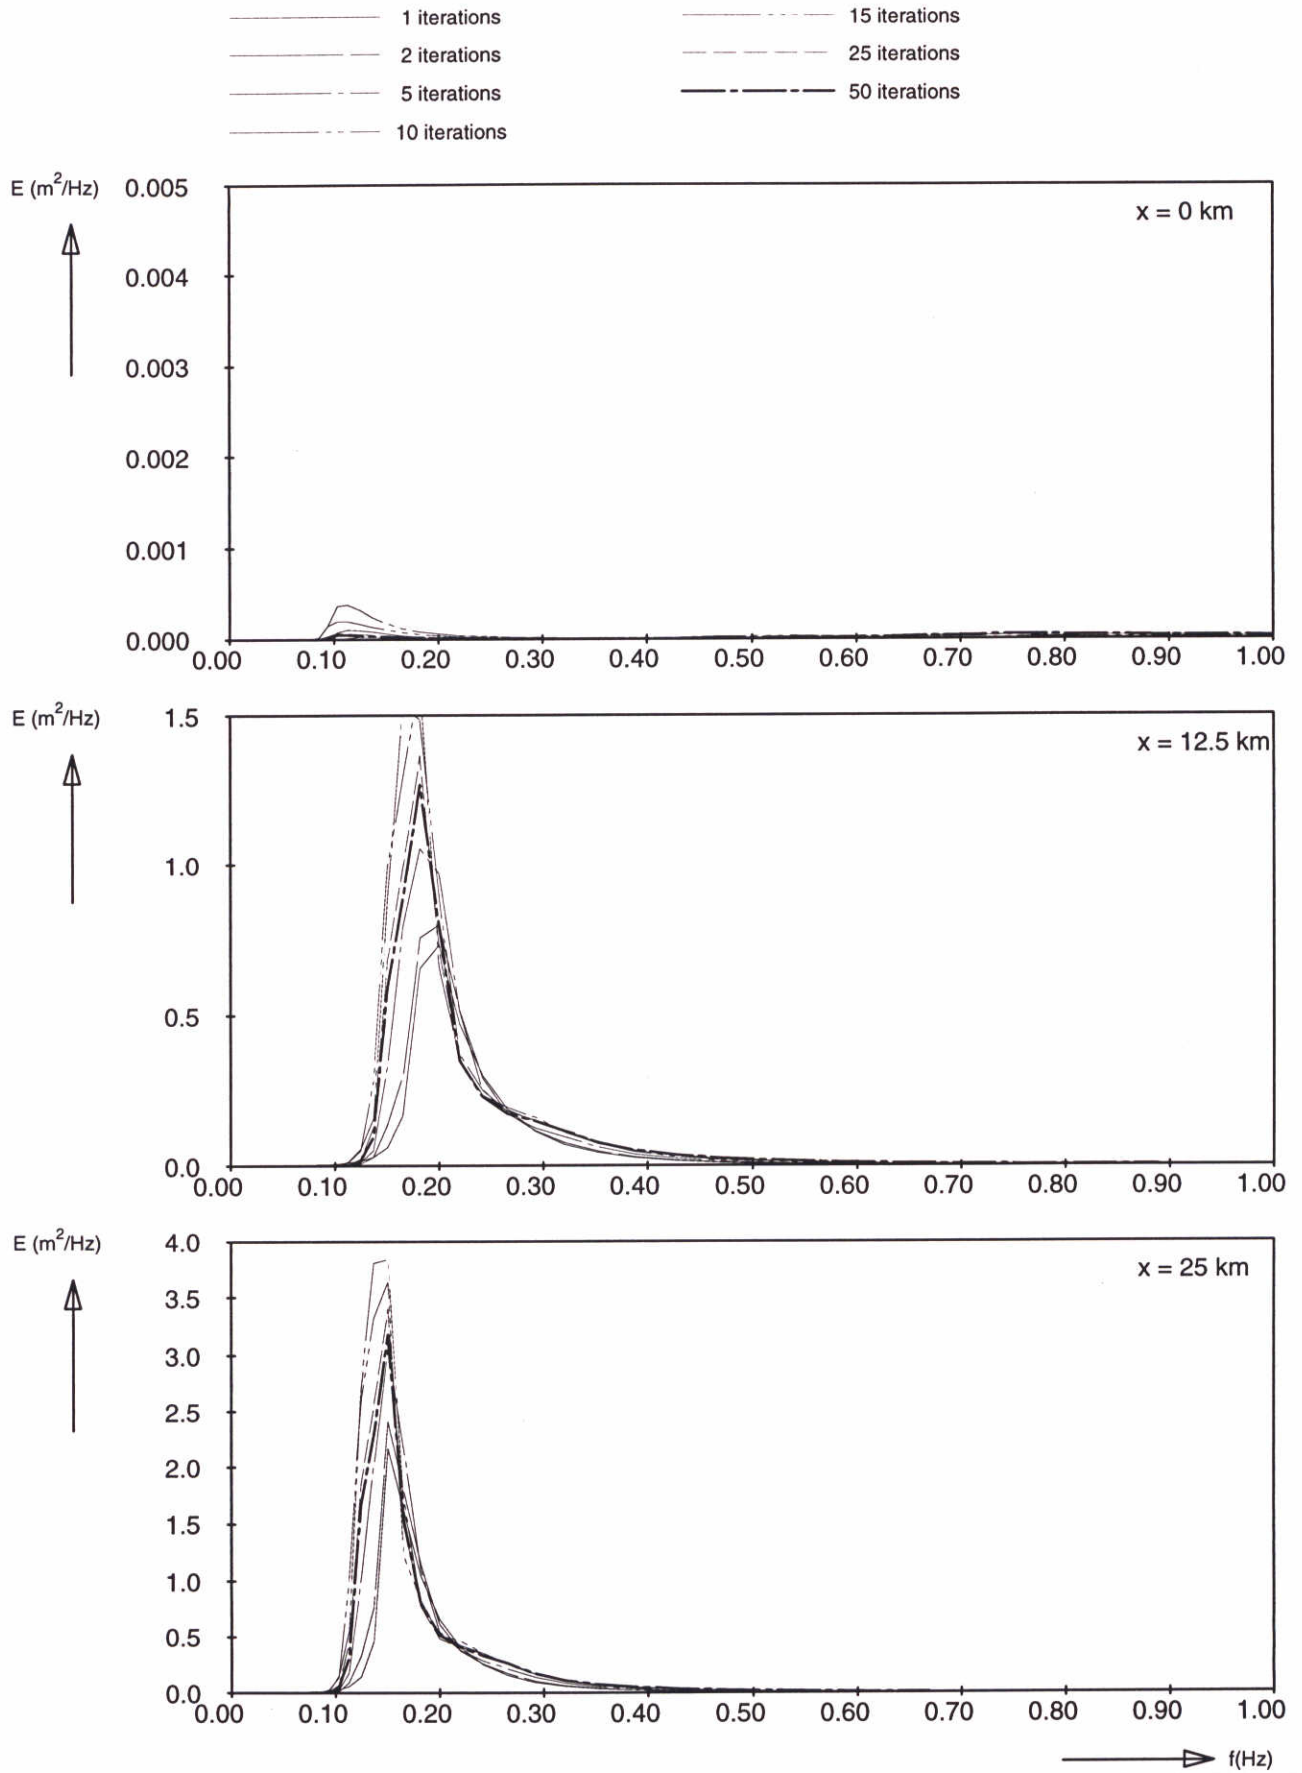 1 iterations
2 iterations
5 iterations
10 iterations
15 iterations
25 iterations
50 iterations
E (m²/Hz)
0.005
0.004
0.003
0.002
0.001
0.000
x = 0 km
0.00 0.10 0.20 0.30 0.40 0.50 0.60 0.70 0.80 0.90 1.00
E (m²/Hz)
1.5
1.0
0.5
0.0
x = 12.5 km
0.00 0.10 0.20 0.30 0.40 0.50 0.60 0.70 0.80 0.90 1.00
E (m²/Hz)
4.0
3.5
3.0
2.5
2.0
1.5
1.0
0.5
0.0
x = 25 km
0.00 0.10 0.20 0.30 0.40 0.50 0.60 0.70 0.80 0.90 1.00
f(Hz)